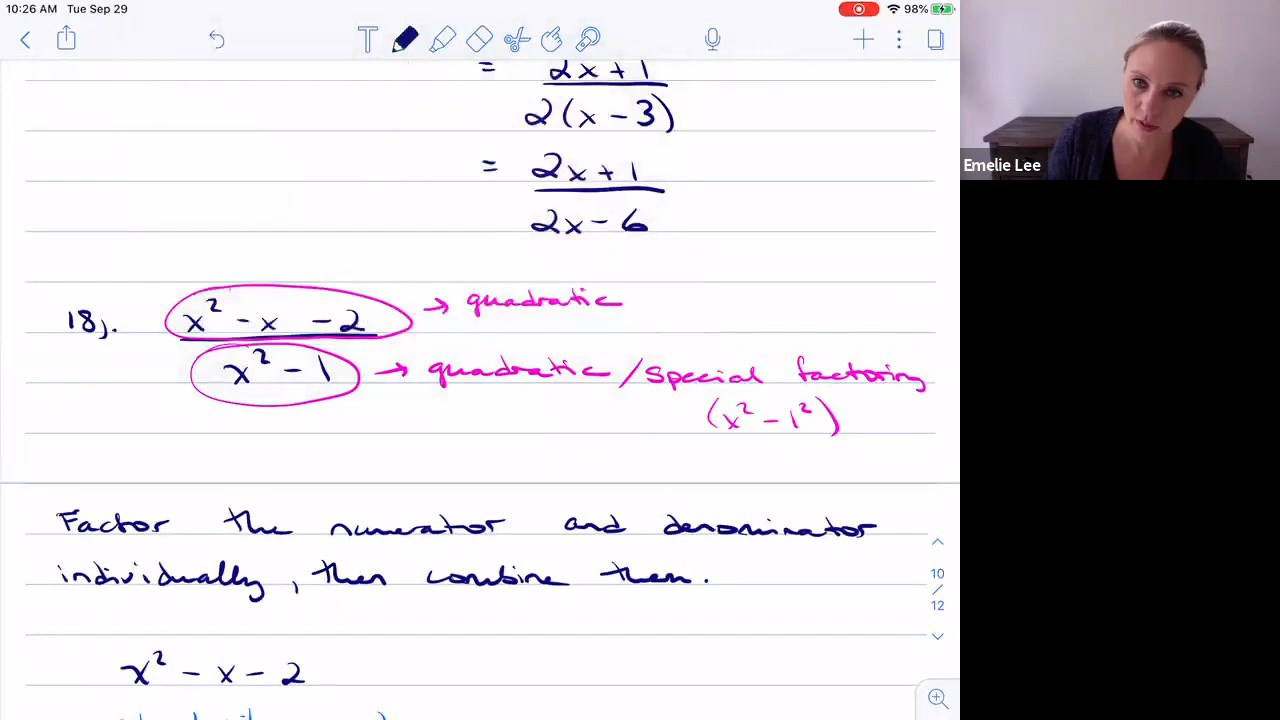 10:26 AM Tue Sep 29
98%
= 2x + 1
2(x - 3)
= 2x + 1
2x - 6
18). x² - x - 2 → quadratic
x² - 1 → quadratic / special factoring
(x² - 1²)
Factor the numerator and denominator
individually, then combine them.
x² - x - 2
10
/
12
Emelie Lee